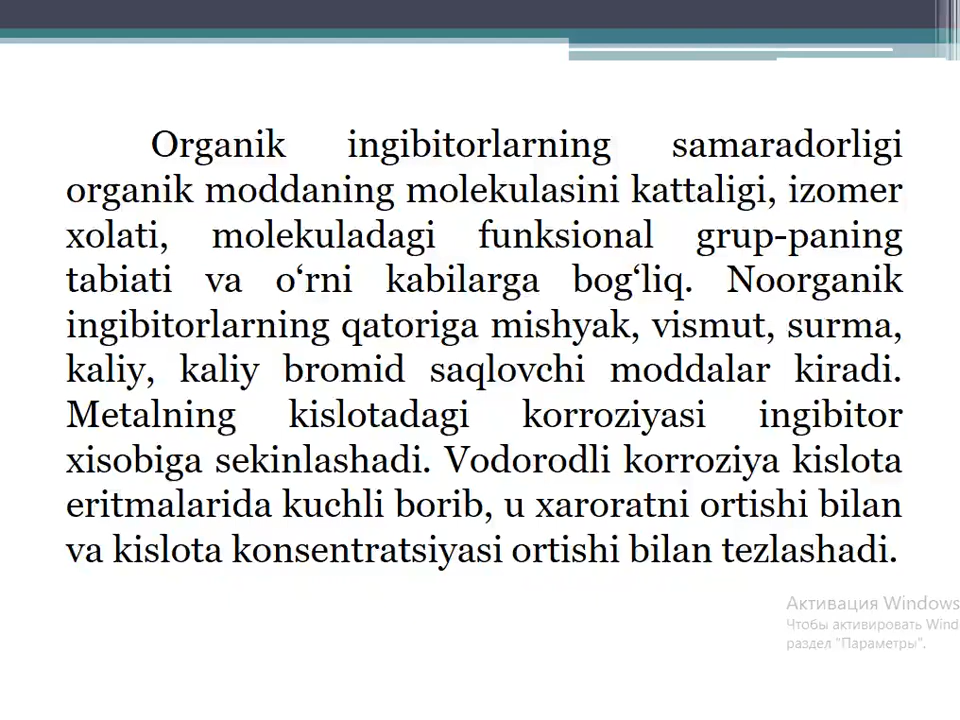 Organik ingibitorlarning samaradorligi
organik moddaning molekulasini kattaligi, izomer
xolati, molekuladagi funksional grup-paning
tabiati va o‘rni kabilarga bog‘liq. Noorganik
ingibitorlarning qatoriga mishyak, vismut, surma,
kaliy, kaliy bromid saqlovchi moddalar kiradi.
Metalning kislotadagi korroziyasi ingibitor
xisobiga sekinlashadi. Vodorodli korroziya kislota
eritmalarida kuchli borib, u xaroratni ortishi bilan
va kislota konsentratsiyasi ortishi bilan tezlashadi.
Активация Windows
Чтобы активировать Wind
раздел "Параметры".